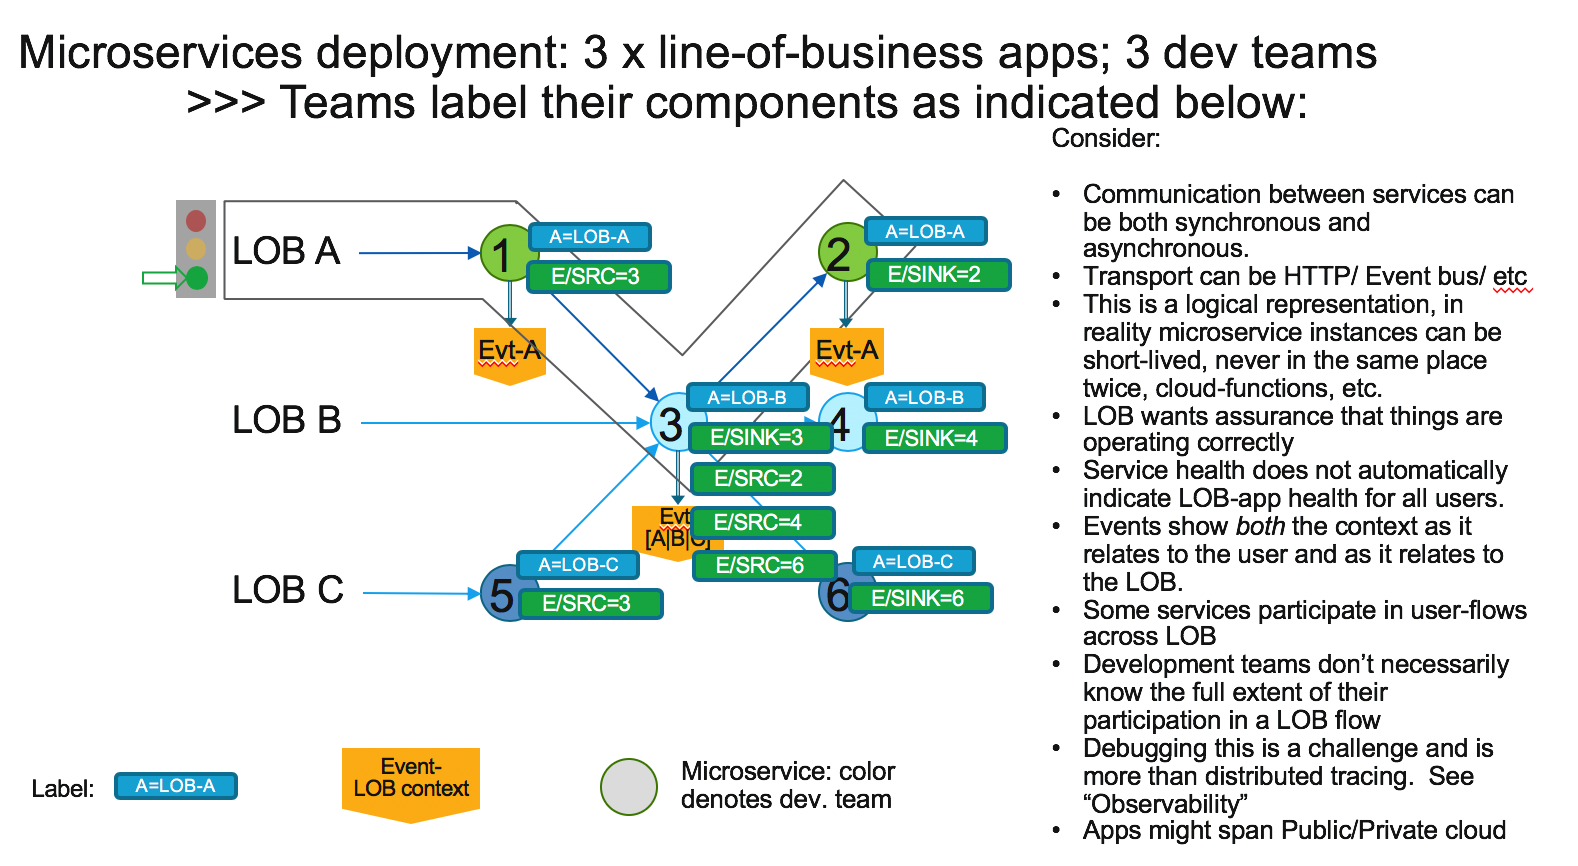 Microservices deployment: 3 x line-of-business apps; 3 dev teams
>>> Teams label their components as indicated below:
Consider:
• Communication between services can
be both synchronous and
asynchronous.
• Transport can be HTTP/ Event bus/ etc
• This is a logical representation, in
reality microservice instances can be
short-lived, never in the same place
twice, cloud-functions, etc.
• LOB wants assurance that things are
operating correctly
• Service health does not automatically
indicate LOB-app health for all users.
• Events show both the context as it
relates to the user and as it relates to
the LOB.
• Some services participate in user-flows
across LOB
• Development teams don’t necessarily
know the full extent of their
participation in a LOB flow
• Debugging this is a challenge and is
more than distributed tracing.  See
“Observability”
• Apps might span Public/Private cloud
LOB A
1
A=LOB-A
E/SRC=3
Evt-A
2
A=LOB-A
E/SINK=2
Evt-A
LOB B
3
A=LOB-B
E/SINK=3
E/SRC=2
E/SRC=4
E/SRC=6
Evt
[A|B|C]
4
A=LOB-B
E/SINK=4
LOB C
5
A=LOB-C
E/SRC=3
6
A=LOB-C
E/SINK=6
Label:
A=LOB-A
Event-
LOB context
Microservice: color
denotes dev. team